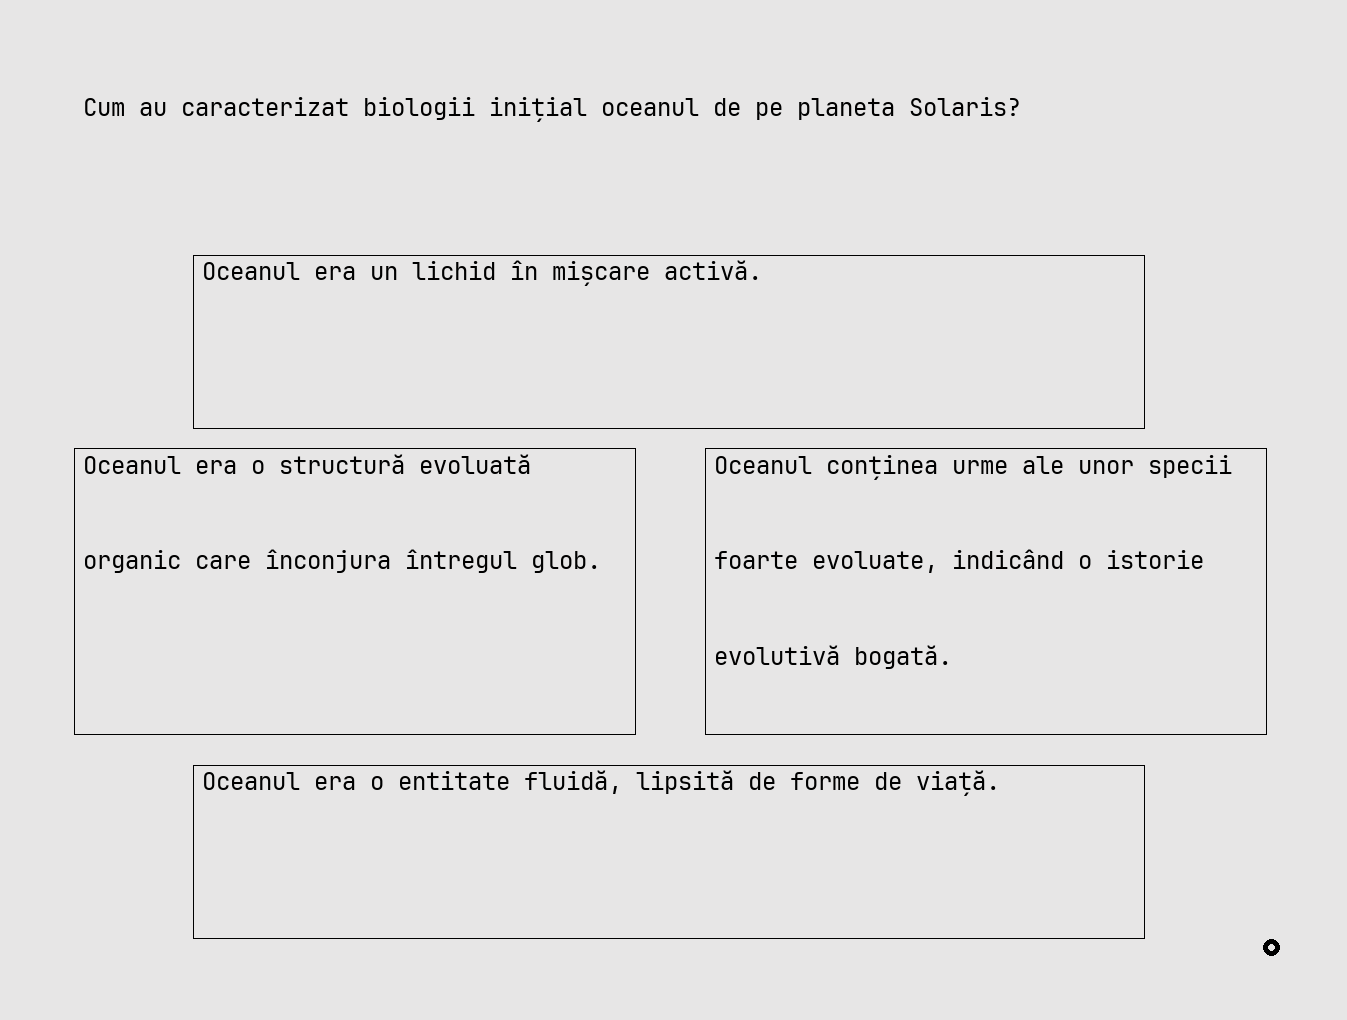 Cum au caracterizat biologii inițial oceanul de pe planeta Solaris?
Oceanul era un lichid în mișcare activă.
Oceanul era o structură evoluată
organic care înconjura întregul glob.
Oceanul conținea urme ale unor specii
foarte evoluate, indicând o istorie
evolutivă bogată.
Oceanul era o entitate fluidă, lipsită de forme de viață.